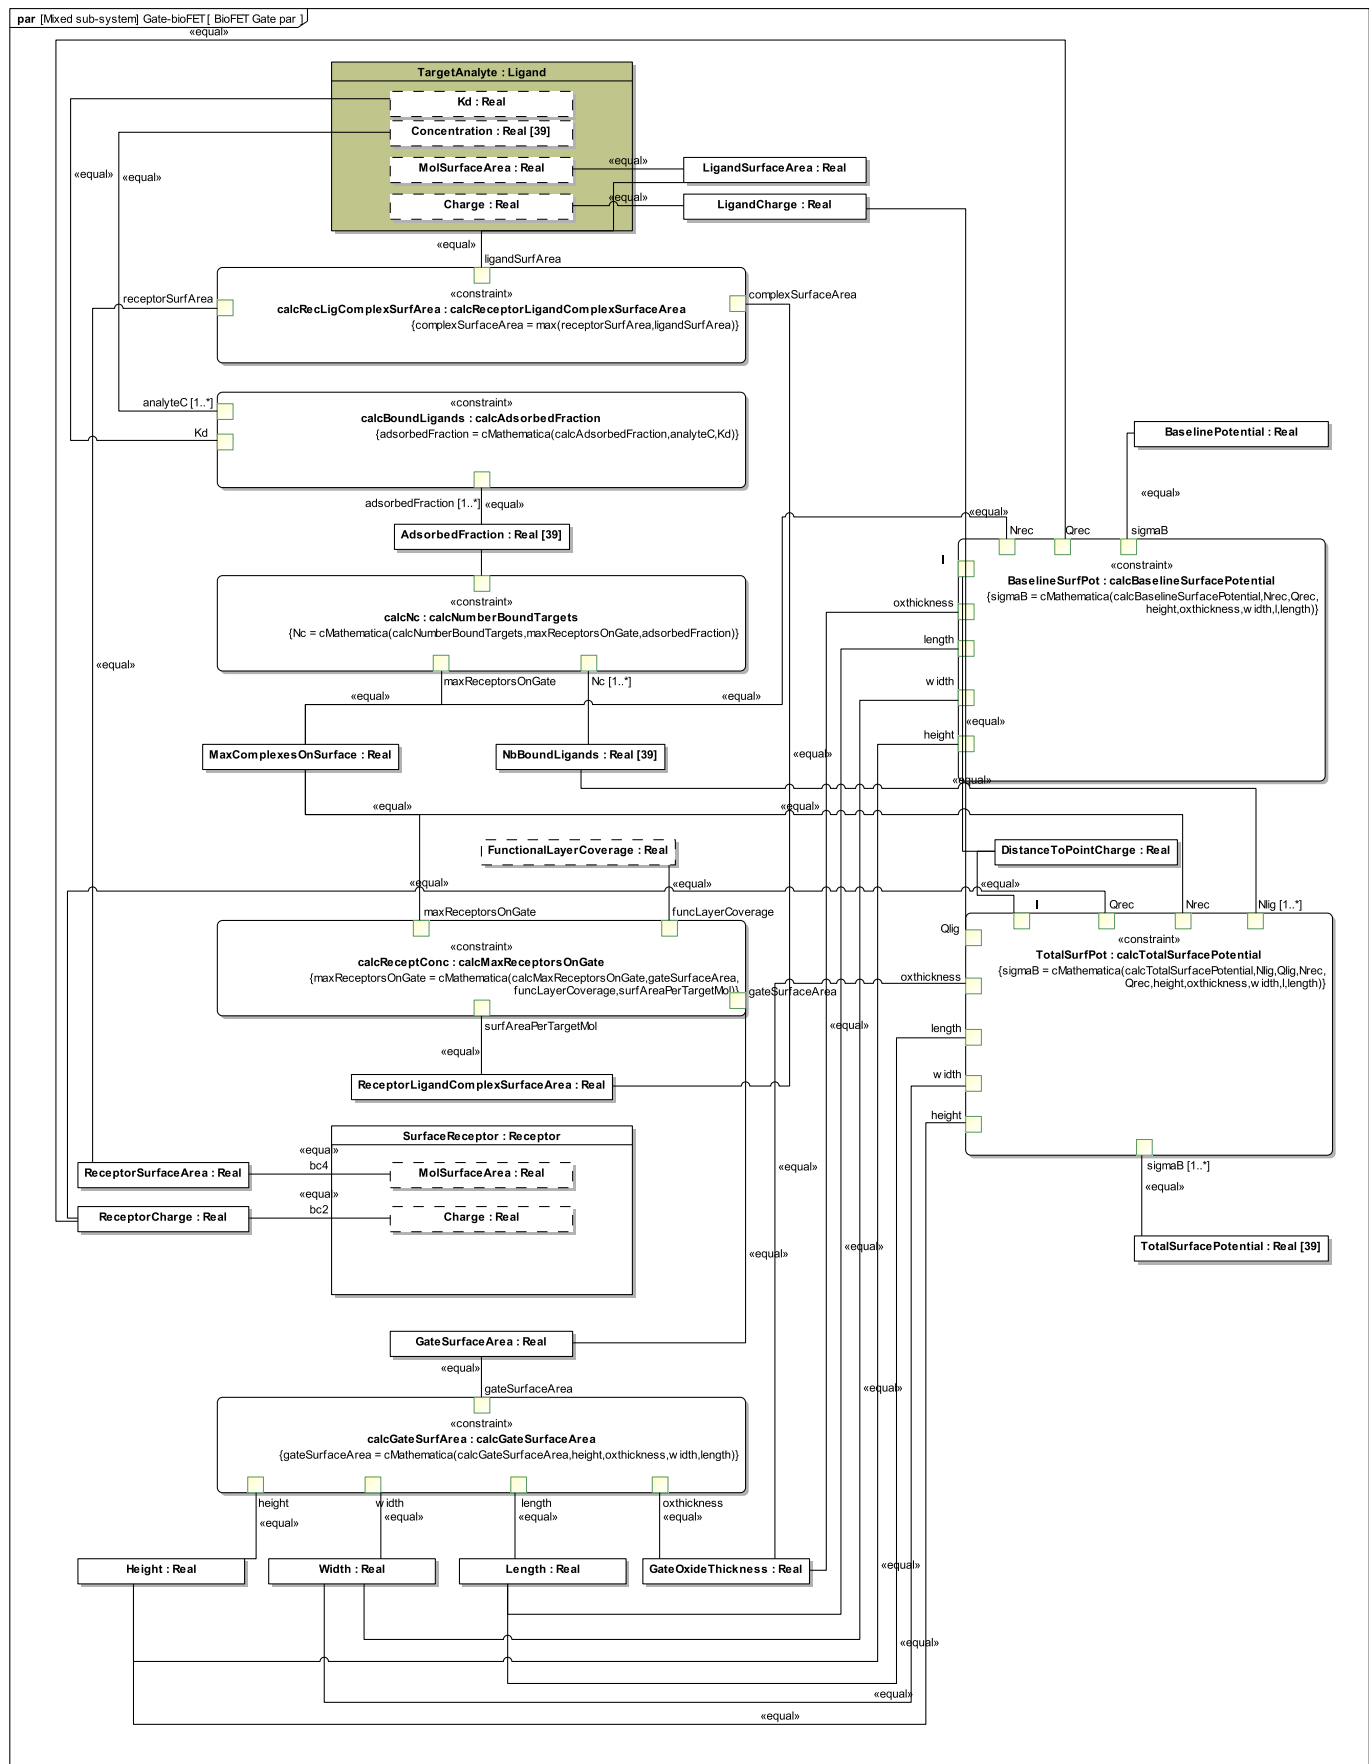 par [Mixed sub-system] Gate-bioFET[ BioFET Gate par ]
«equal»
TargetAnalyte : Ligand
Kd : Real
Concentration : Real [39]
MolSurfaceArea : Real
«equal»
LigandSurfaceArea : Real
«equal»
«equal»
Charge : Real
«equal»
LigandCharge : Real
«equal»
ligandSurfArea
receptorSurfArea
complexSurfaceArea
«constraint»
calcRecLigComplexSurfArea : calcReceptorLigandComplexSurfaceArea
{complexSurfaceArea = max(receptorSurfArea,ligandSurfArea)}
analyteC [1..*]
Kd
«constraint»
calcBoundLigands : calcAdsorbedFraction
{adsorbedFraction = cMathematica(calcAdsorbedFraction,analyteC,Kd)}
BaselinePotential : Real
«equal»
adsorbedFraction [1..*]
«equal»
AdsorbedFraction : Real [39]
«equal»
Nrec
Qrec
sigmaB
l
oxthickness
length
width
«equal»
height
«constraint»
BaselineSurfPot : calcBaselineSurfacePotential
{sigmaB = cMathematica(calcBaselineSurfacePotential,Nrec,Qrec,
height,oxthickness,width,l,length)}
«constraint»
calcNc : calcNumberBoundTargets
{Nc = cMathematica(calcNumberBoundTargets,maxReceptorsOnGate,adsorbedFraction)}
«equal»
maxReceptorsOnGate
Nc [1..*]
«equal»
«equal»
MaxComplexesOnSurface : Real
NbBoundLigands : Real [39]
«equal»
«equal»
«equal»
«equal»
«equal»
FunctionalLayerCoverage : Real
DistanceToPointCharge : Real
«equal»
«equal»
«equal»
maxReceptorsOnGate
funcLayerCoverage
l
Qrec
Nrec
Nlig [1..*]
Qlig
oxthickness
length
width
height
«constraint»
TotalSurfPot : calcTotalSurfacePotential
{sigmaB = cMathematica(calcTotalSurfacePotential,Nlig,Qlig,Nrec,
Qrec,height,oxthickness,width,l,length)}
«constraint»
calcReceptConc : calcMaxReceptorsOnGate
{maxReceptorsOnGate = cMathematica(calcMaxReceptorsOnGate,gateSurfaceArea,
funcLayerCoverage,surfAreaPerTargetMol)}
gateSurfaceArea
surfAreaPerTargetMol
«equal»
«equal»
ReceptorLigandComplexSurfaceArea : Real
SurfaceReceptor : Receptor
«equal»
«equal»
bc4
ReceptorSurfaceArea : Real
MolSurfaceArea : Real
sigmaB [1..*]
«equal»
«equal»
bc2
ReceptorCharge : Real
Charge : Real
TotalSurfacePotential : Real [39]
«equal»
«equal»
GateSurfaceArea : Real
«equal»
«equal»
gateSurfaceArea
«constraint»
calcGateSurfArea : calcGateSurfaceArea
{gateSurfaceArea = cMathematica(calcGateSurfaceArea,height,oxthickness,width,length)}
height
width
length
oxthickness
«equal»
«equal»
«equal»
«equal»
«equal»
Height : Real
Width : Real
Length : Real
GateOxideThickness : Real
«equal»
«equal»
«equal»